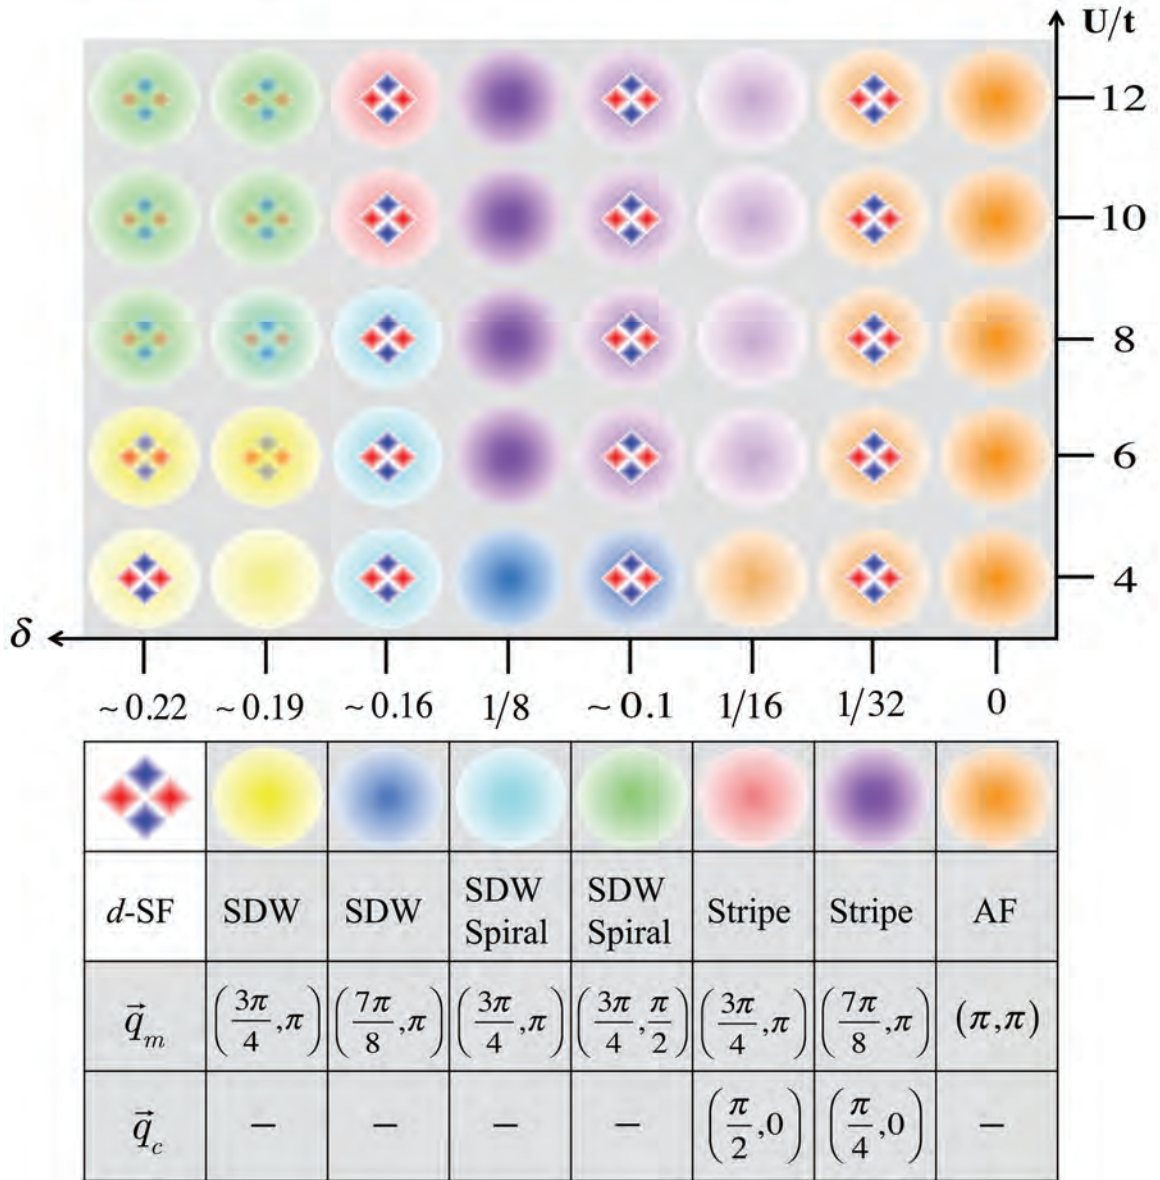 U/t
12
10
8
6
4
δ
~0.22 ~0.19 ~0.16 1/8 ~0.1 1/16 1/32 0
d-SF SDW SDW SDW Spiral SDW Spiral Stripe Stripe AF
q⃗_m (3π/4,π) (7π/8,π) (3π/4,π) (3π/4,π/2) (3π/4,π) (7π/8,π) (π,π)
q⃗_c – – – – (π/2,0) (π/4,0) –